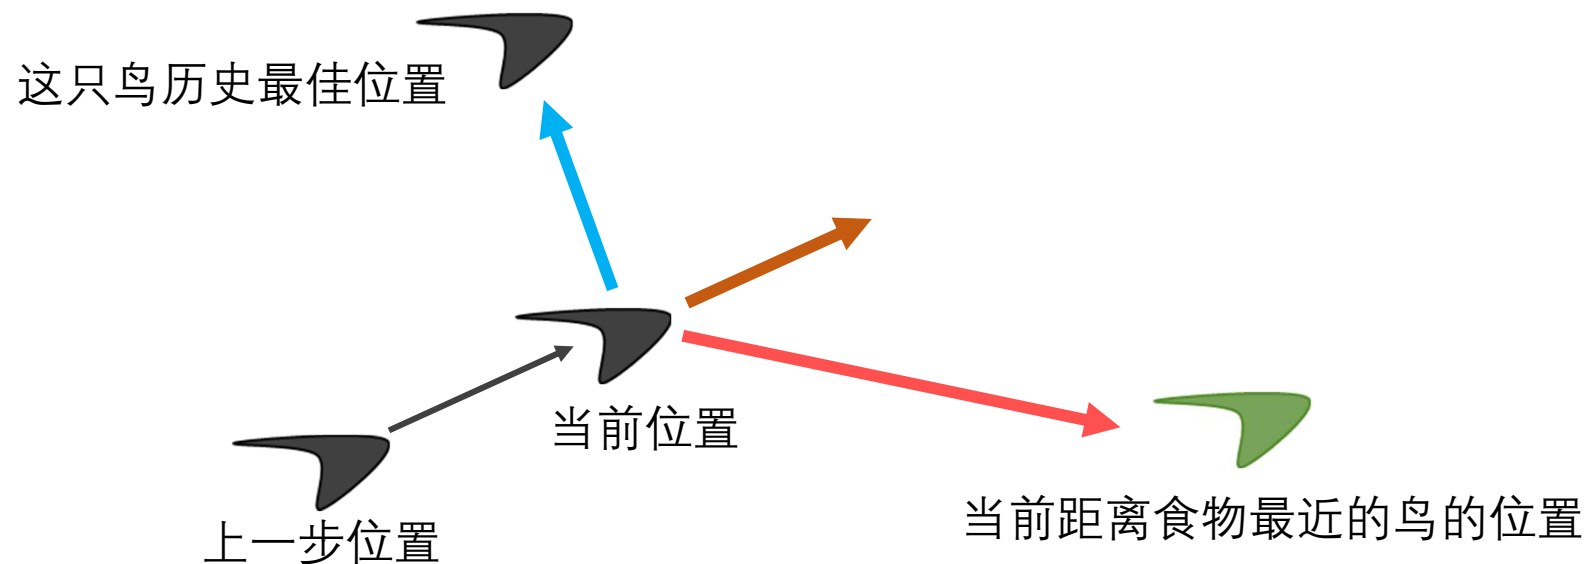 这只鸟历史最佳位置
当前位置
上一步位置
当前距离食物最近的鸟的位置